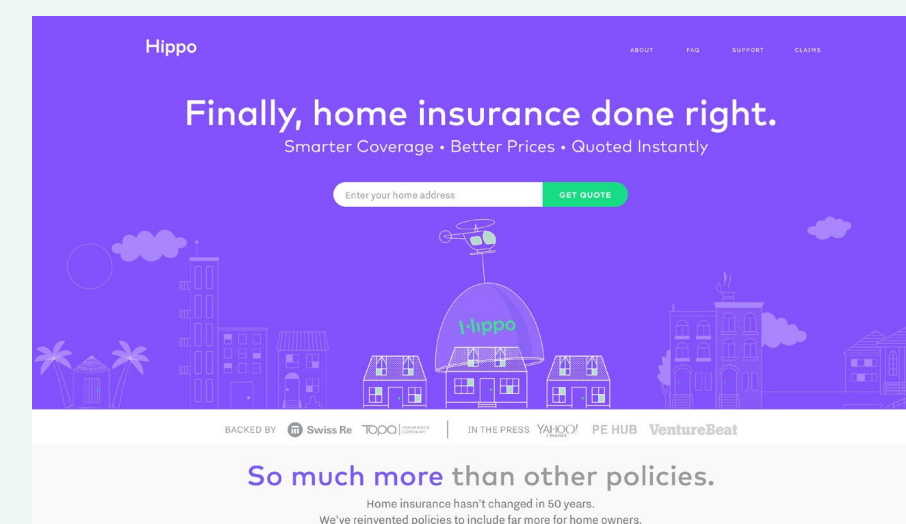 Hippo
ABOUT FAQ SUPPORT CLAIMS
Finally, home insurance done right.
Smarter Coverage • Better Prices • Quoted Instantly
Enter your home address GET QUOTE
Hippo
BACKED BY Swiss Re TOPA INSURANCE COMPANY | IN THE PRESS YAHOO! FINANCE PE HUB VentureBeat
So much more than other policies.
Home insurance hasn't changed in 50 years.
We've reinvented policies to include far more for home owners.